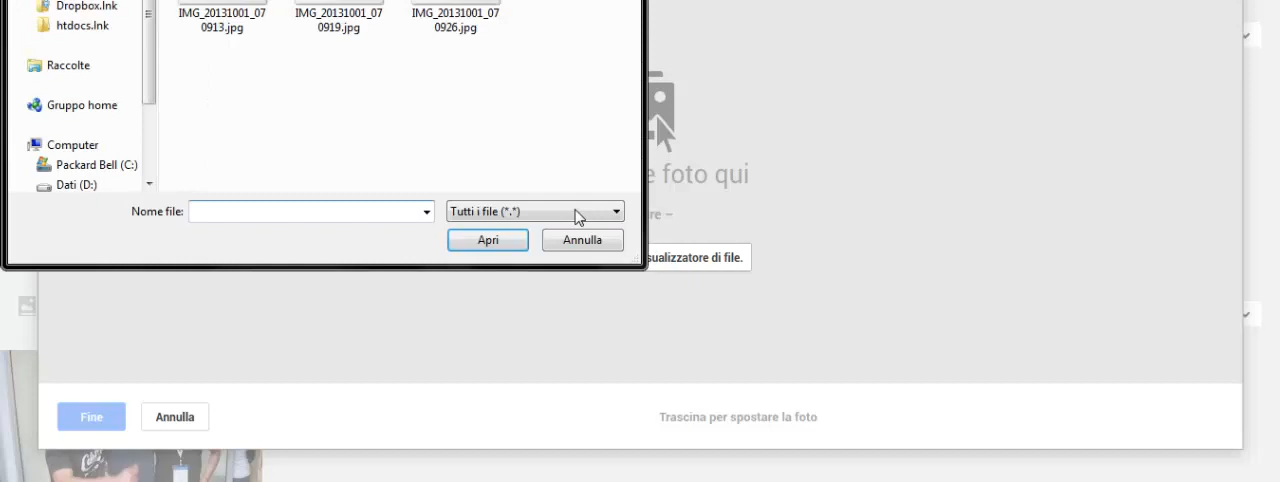 Dropbox.lnk
htdocs.lnk
Raccolte
Gruppo home
Computer
Packard Bell (C:)
Dati (D:)
IMG_20131001_07 IMG_20131001_07 IMG_20131001_07
0913.jpg 0919.jpg 0926.jpg
Nome file: Tutti i file (*.*)
Apri Annulla
e foto qui
re –
sualizzatore di file.
Fine Annulla Trascina per spostare la foto